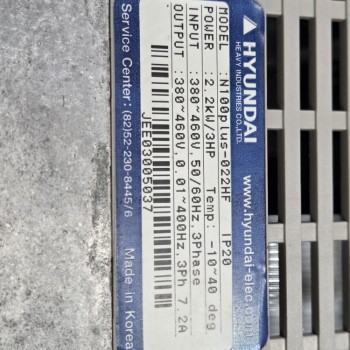 HYUNDAI
HEAVY INDUSTRIES CO.,LTD.
www.hyundai-elec.com
MODEL :N100plus-022HF IP20
POWER :2.2kW/3HP Temp: -10~40 deg
INPUT :380-460V,50/60Hz,3Phase
OUTPUT :380-460V,0.01~400Hz,3Ph 7.2A
JEE03005037
Service Center:(82)52-230-8445/6
Made in Korea